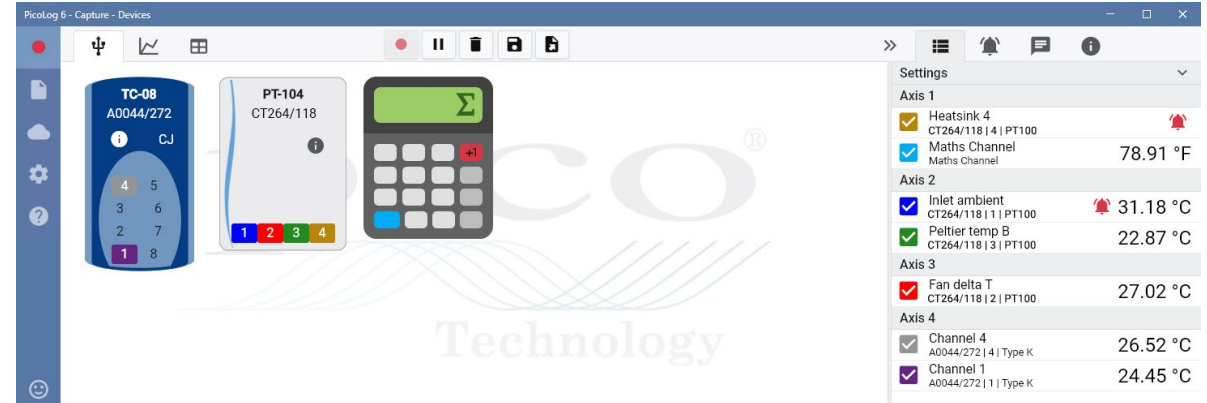 PicoLog 6 - Capture - Devices
TC-08
A0044/272
i CJ
4 5
3 6
2 7
1 8
PT-104
CT264/118
i
1 2 3 4
Σ
+1
?
i
Settings
Axis 1
Heatsink 4
CT264/118 | 4 | PT100
Maths Channel
Maths Channel
78.91 °F
Axis 2
Inlet ambient
CT264/118 | 1 | PT100
31.18 °C
Peltier temp B
CT264/118 | 3 | PT100
22.87 °C
Axis 3
Fan delta T
CT264/118 | 2 | PT100
27.02 °C
Axis 4
Channel 4
A0044/272 | 4 | Type K
26.52 °C
Channel 1
A0044/272 | 1 | Type K
24.45 °C
®
Technology